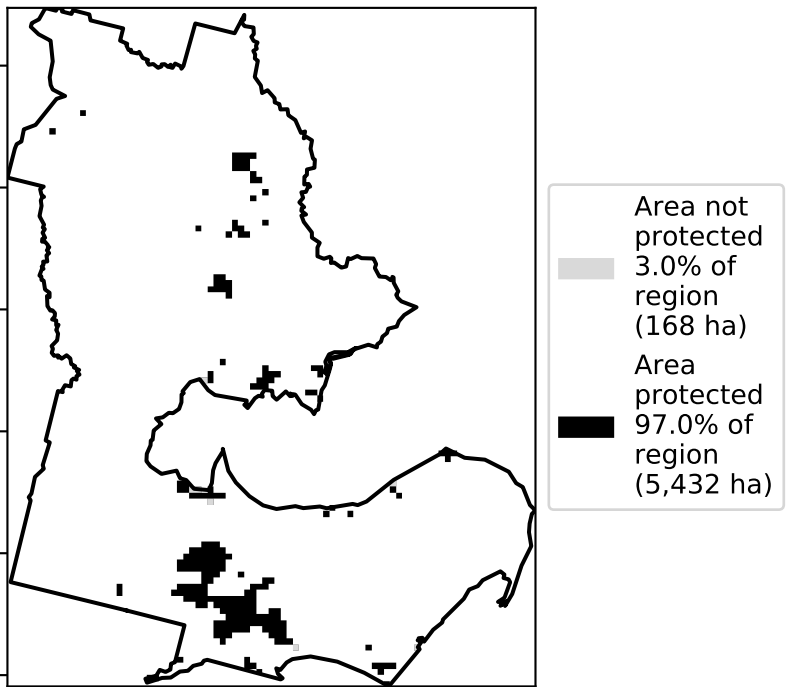 Area not
protected
3.0% of
region
(168 ha)
Area
protected
97.0% of
region
(5,432 ha)